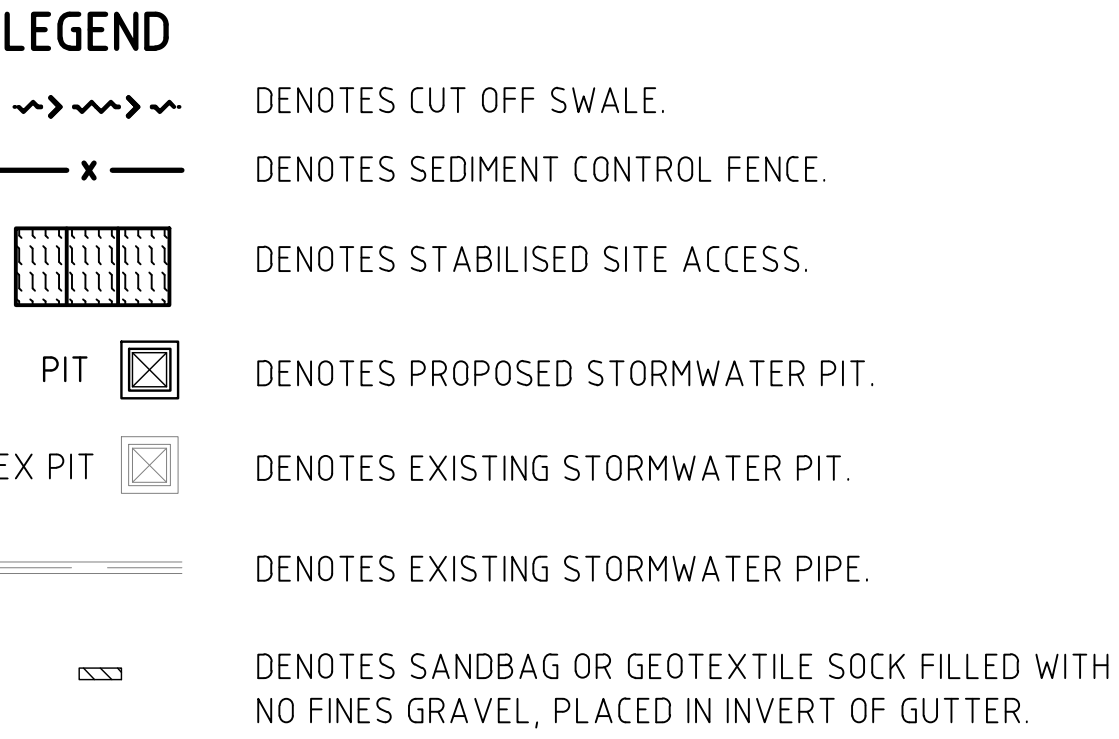 LEGEND
DENOTES CUT OFF SWALE.
X DENOTES SEDIMENT CONTROL FENCE.
DENOTES STABILISED SITE ACCESS.
PIT DENOTES PROPOSED STORMWATER PIT.
EX PIT DENOTES EXISTING STORMWATER PIT.
DENOTES EXISTING STORMWATER PIPE.
DENOTES SANDBAG OR GEOTEXTILE SOCK FILLED WITH
NO FINES GRAVEL, PLACED IN INVERT OF GUTTER.